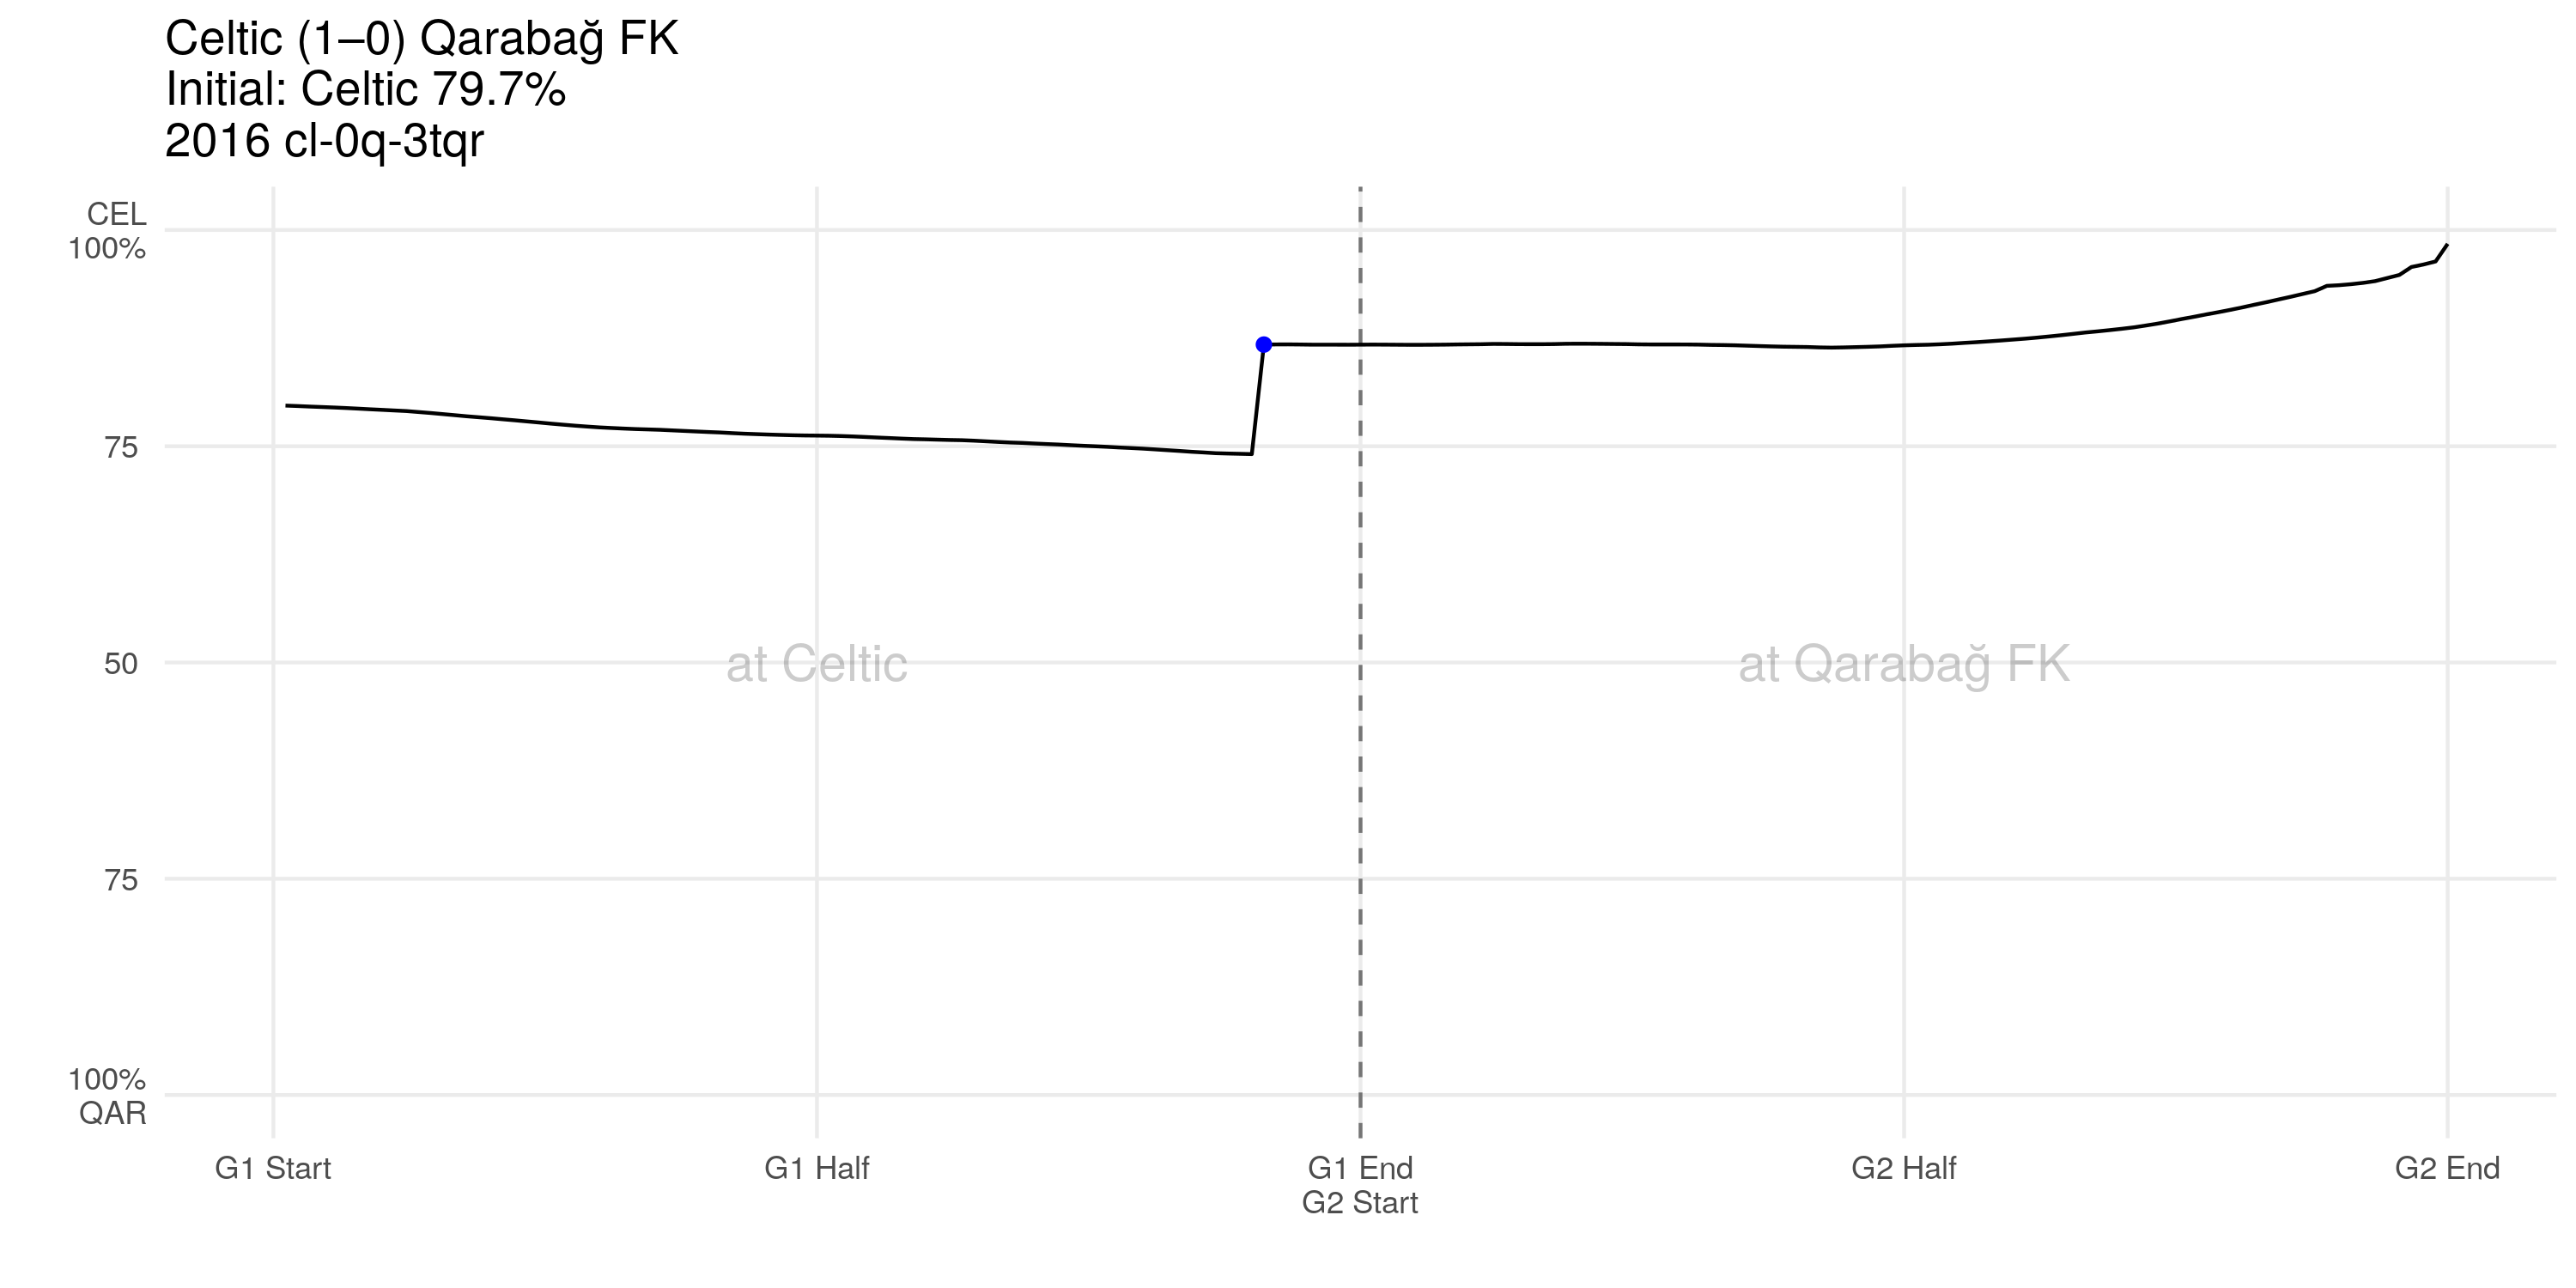 Celtic (1–0) Qarabağ FK
Initial: Celtic 79.7%
2016 cl-0q-3tqr
CEL
100%
75
50
75
100%
QAR
at Celtic
at Qarabağ FK
G1 Start
G1 Half
G1 End
G2 Start
G2 Half
G2 End